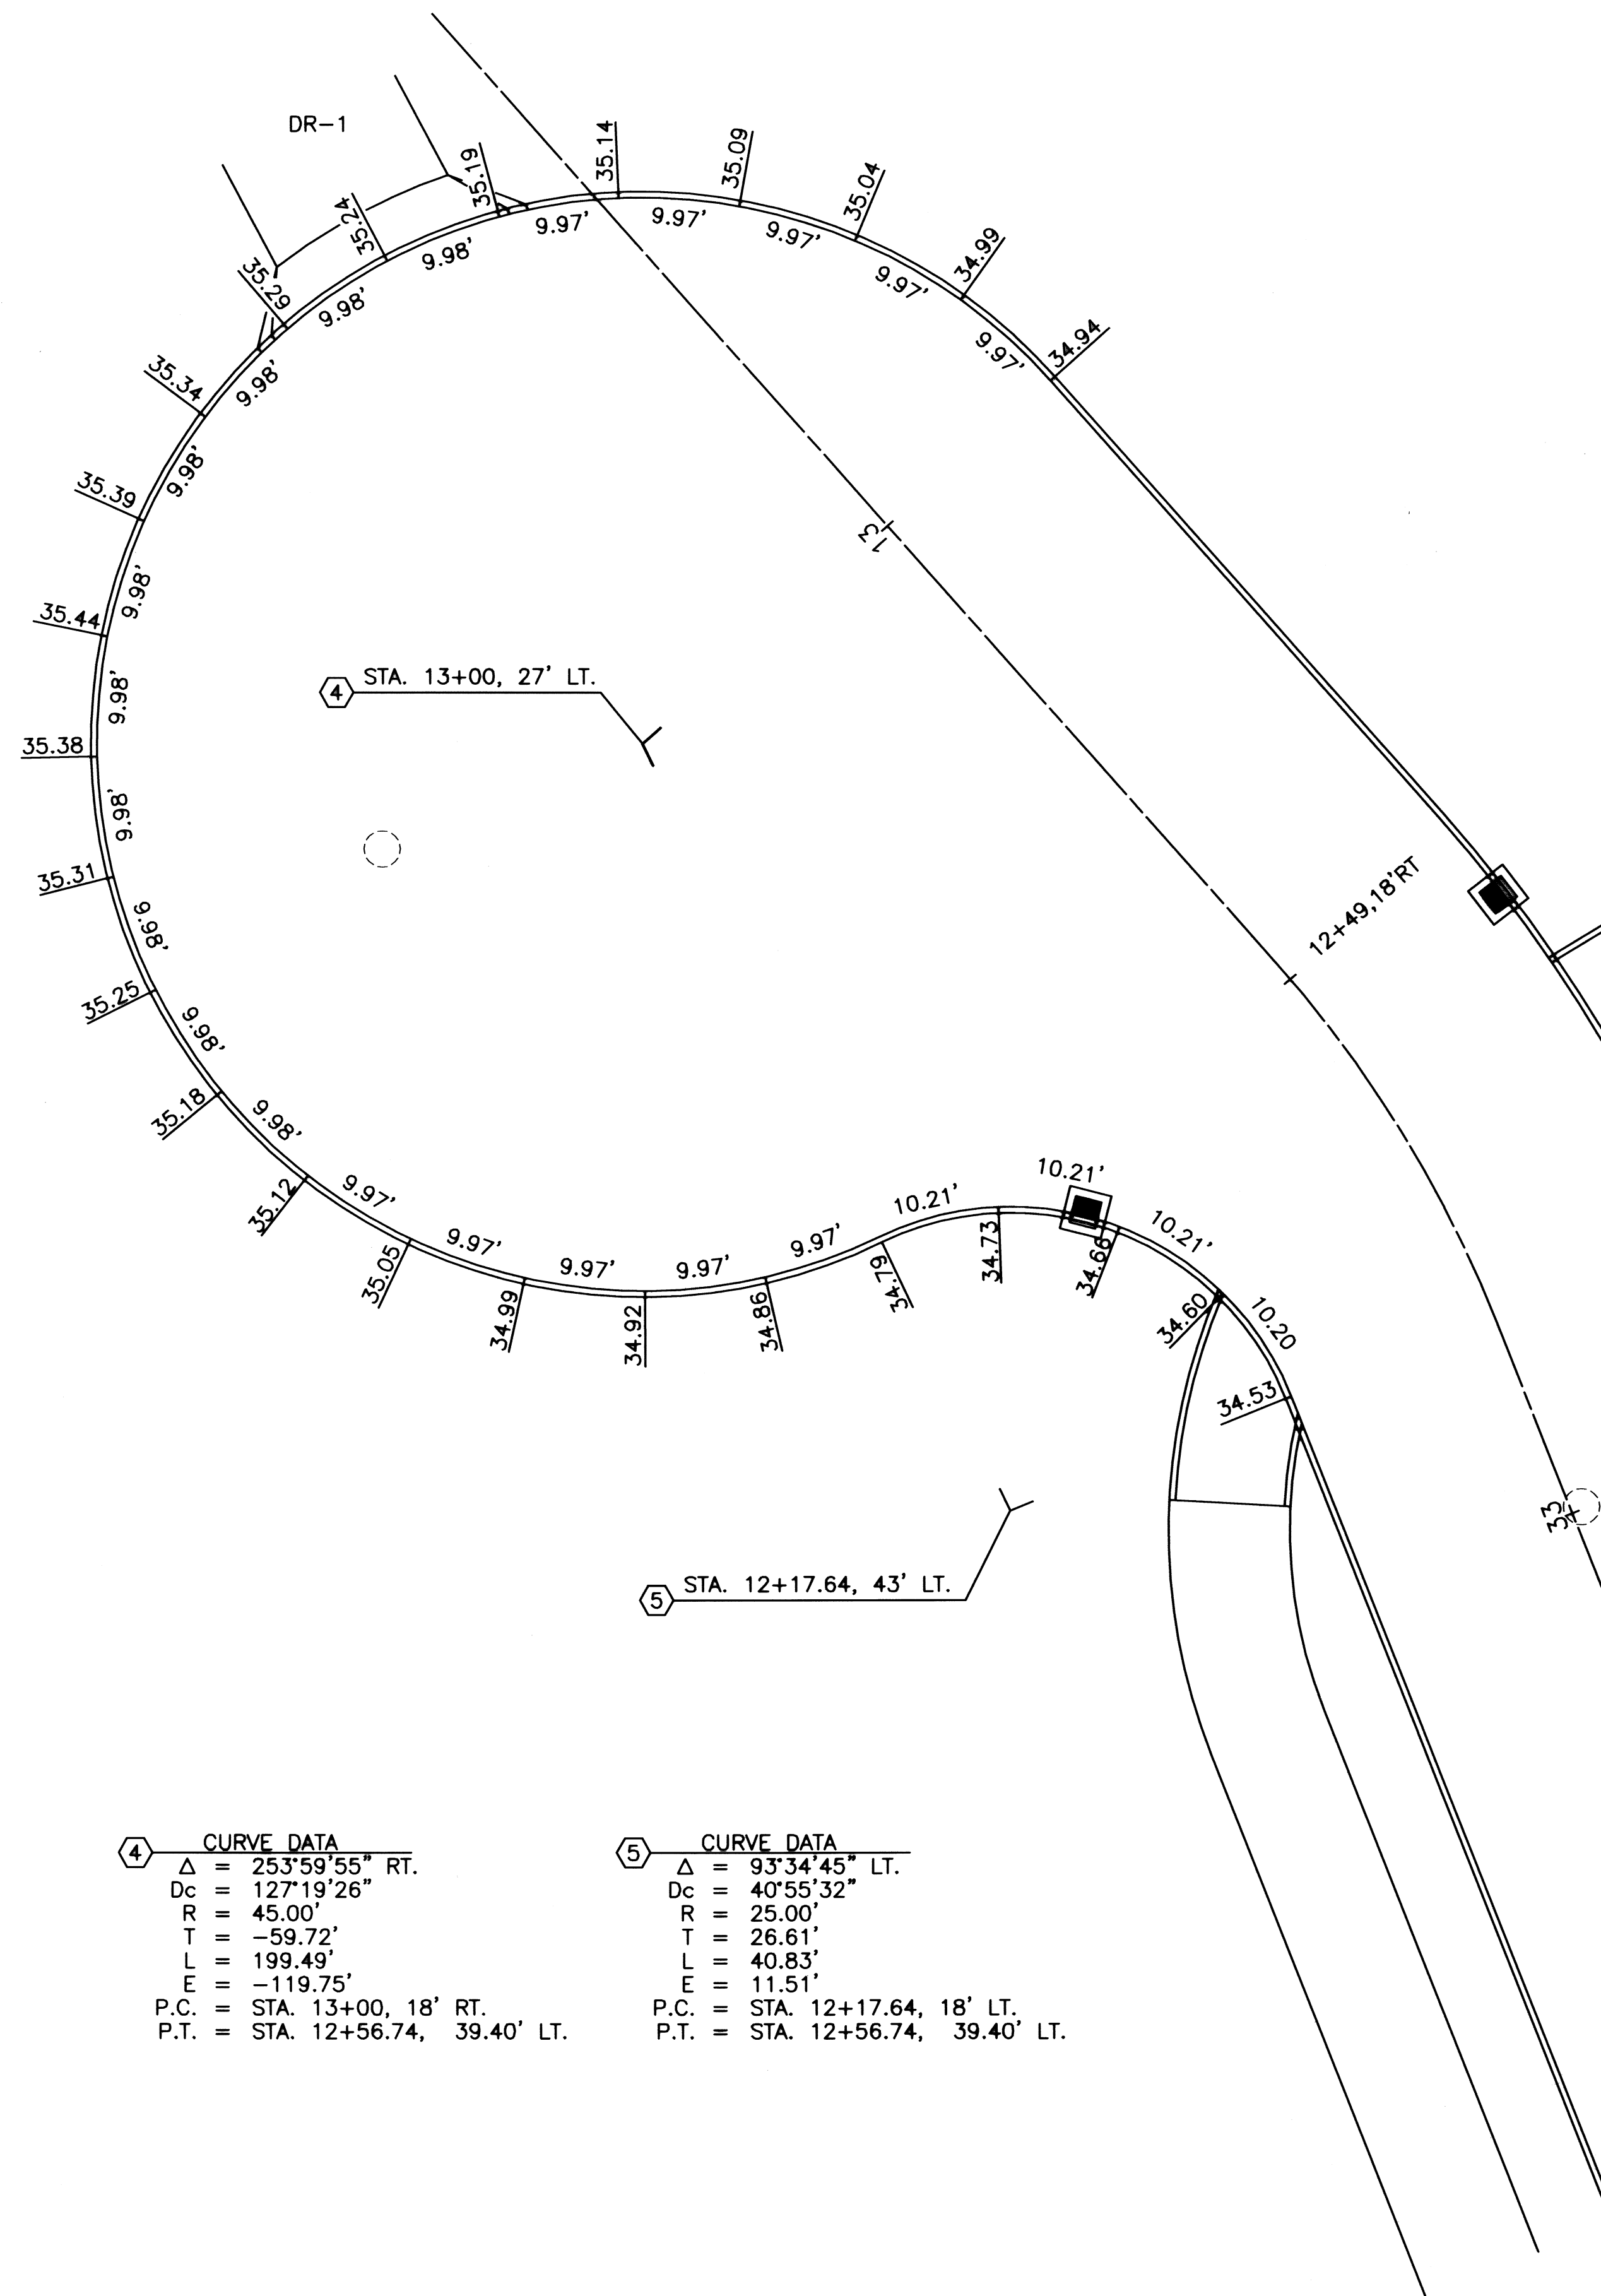 DR-1
35.19
35.14
35.09
35.04
34.99
34.94
35.24
35.29
35.34
35.39
35.44
35.38
35.31
35.25
35.18
35.12
35.05
34.99
34.92
34.86
34.79
34.73
34.66
34.60
34.53
9.97'
9.97'
9.97'
9.97'
9.97'
9.98'
9.98'
9.98'
9.98'
9.98'
9.98'
9.98'
9.98'
9.98'
9.98'
9.97'
9.97'
9.97'
9.97'
9.97'
10.21'
10.21'
10.21'
10.20
13
4 STA. 13+00, 27' LT.
12+49,18'RT
33
5 STA. 12+17.64, 43' LT.
4 CURVE DATA
Δ = 253°59'55" RT.
Dc = 127°19'26"
R = 45.00'
T = -59.72'
L = 199.49'
E = -119.75'
P.C. = STA. 13+00, 18' RT.
P.T. = STA. 12+56.74, 39.40' LT.
5 CURVE DATA
Δ = 93°34'45" LT.
Dc = 40°55'32"
R = 25.00'
T = 26.61'
L = 40.83'
E = 11.51'
P.C. = STA. 12+17.64, 18' LT.
P.T. = STA. 12+56.74, 39.40' LT.